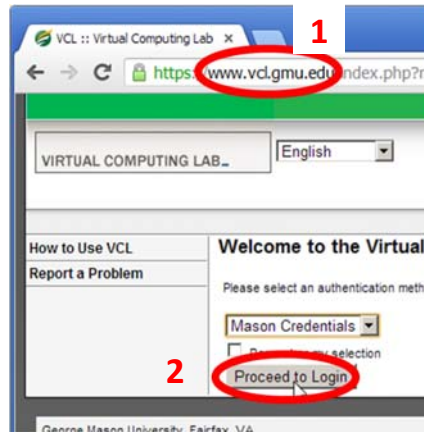 VCL :: Virtual Computing Lab
1
https://www.vcl.gmu.edu/index.php?
VIRTUAL COMPUTING LAB_
English
How to Use VCL
Report a Problem
Welcome to the Virtual
Please select an authentication meth
Mason Credentials
selection
2
Proceed to Login
George Mason University, Fairfax, VA